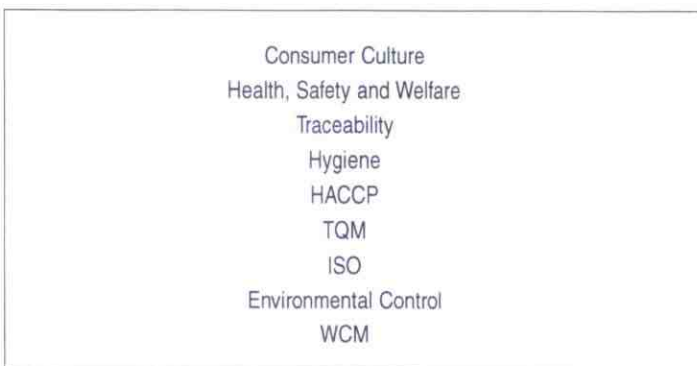 Consumer Culture
Health, Safety and Welfare
Traceability
Hygiene
HACCP
TQM
ISO
Environmental Control
WCM